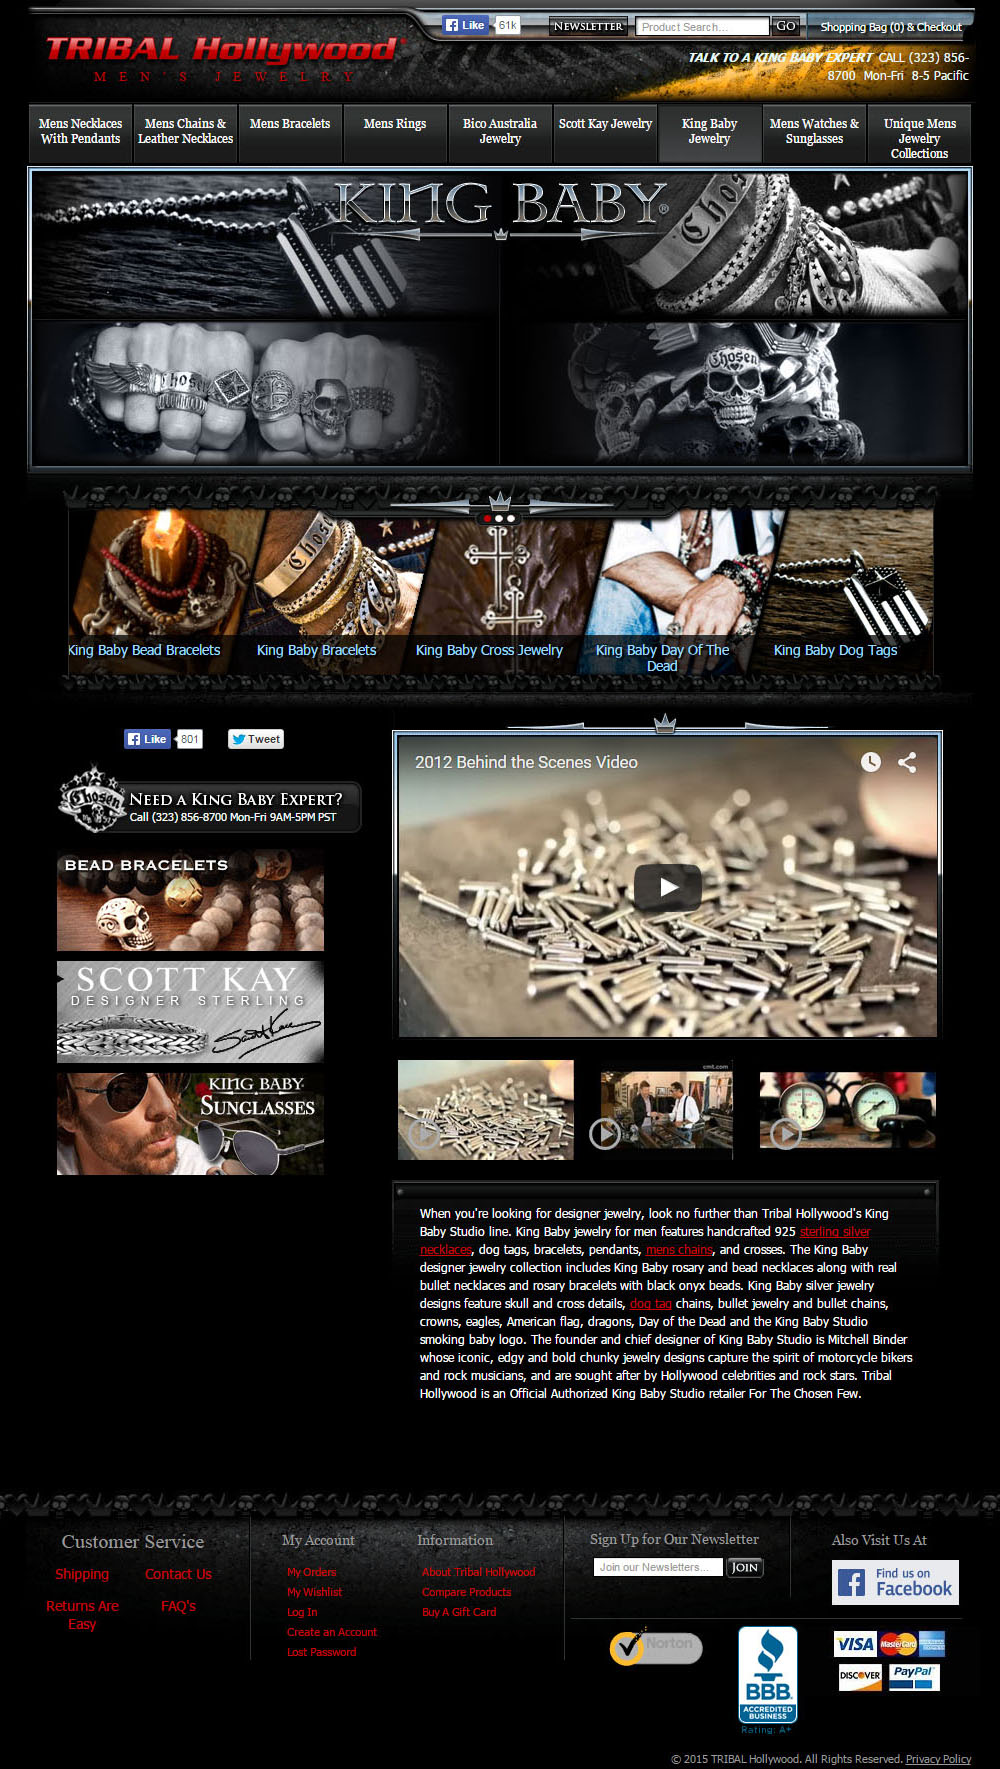 Like 61k
NEWSLETTER
Product Search...
GO
Shopping Bag (0) & Checkout
TRIBAL Hollywood
MEN'S JEWELRY
TALK TO A KING BABY EXPERT CALL (323) 856-
8700 Mon-Fri 8-5 Pacific
Mens Necklaces
With Pendants
Mens Chains &
Leather Necklaces
Mens Bracelets
Mens Rings
Bico Australia
Jewelry
Scott Kay Jewelry
King Baby
Jewelry
Mens Watches &
Sunglasses
Unique Mens
Jewelry
Collections
KING BABY®
Chosen
Chosen
King Baby Bead Bracelets
King Baby Bracelets
King Baby Cross Jewelry
King Baby Day Of The
Dead
King Baby Dog Tags
Like 801
Tweet
Chosen
NEED A KING BABY EXPERT?
Call (323) 856-8700 Mon-Fri 9AM-5PM PST
BEAD BRACELETS
SCOTT KAY
DESIGNER STERLING
KING BABY
SUNGLASSES
2012 Behind the Scenes Video
cmt.com
When you're looking for designer jewelry, look no further than Tribal Hollywood's King
Baby Studio line. King Baby jewelry for men features handcrafted 925 sterling silver
necklaces, dog tags, bracelets, pendants, mens chains, and crosses. The King Baby
designer jewelry collection includes King Baby rosary and bead necklaces along with real
bullet necklaces and rosary bracelets with black onyx beads. King Baby silver jewelry
designs feature skull and cross details, dog tag chains, bullet jewelry and bullet chains,
crowns, eagles, American flag, dragons, Day of the Dead and the King Baby Studio
smoking baby logo. The founder and chief designer of King Baby Studio is Mitchell Binder
whose iconic, edgy and bold chunky jewelry designs capture the spirit of motorcycle bikers
and rock musicians, and are sought after by Hollywood celebrities and rock stars. Tribal
Hollywood is an Official Authorized King Baby Studio retailer For The Chosen Few.
Customer Service
Shipping
Contact Us
Returns Are
Easy
FAQ's
My Account
My Orders
My Wishlist
Log In
Create an Account
Lost Password
Information
About Tribal Hollywood
Compare Products
Buy A Gift Card
Sign Up for Our Newsletter
Join our Newsletters...
JOIN
Also Visit Us At
Find us on
Facebook
Norton
BBB
ACCREDITED
BUSINESS
Rating: A+
VISA
MasterCard
DISCOVER
PayPal
© 2015 TRIBAL Hollywood. All Rights Reserved. Privacy Policy